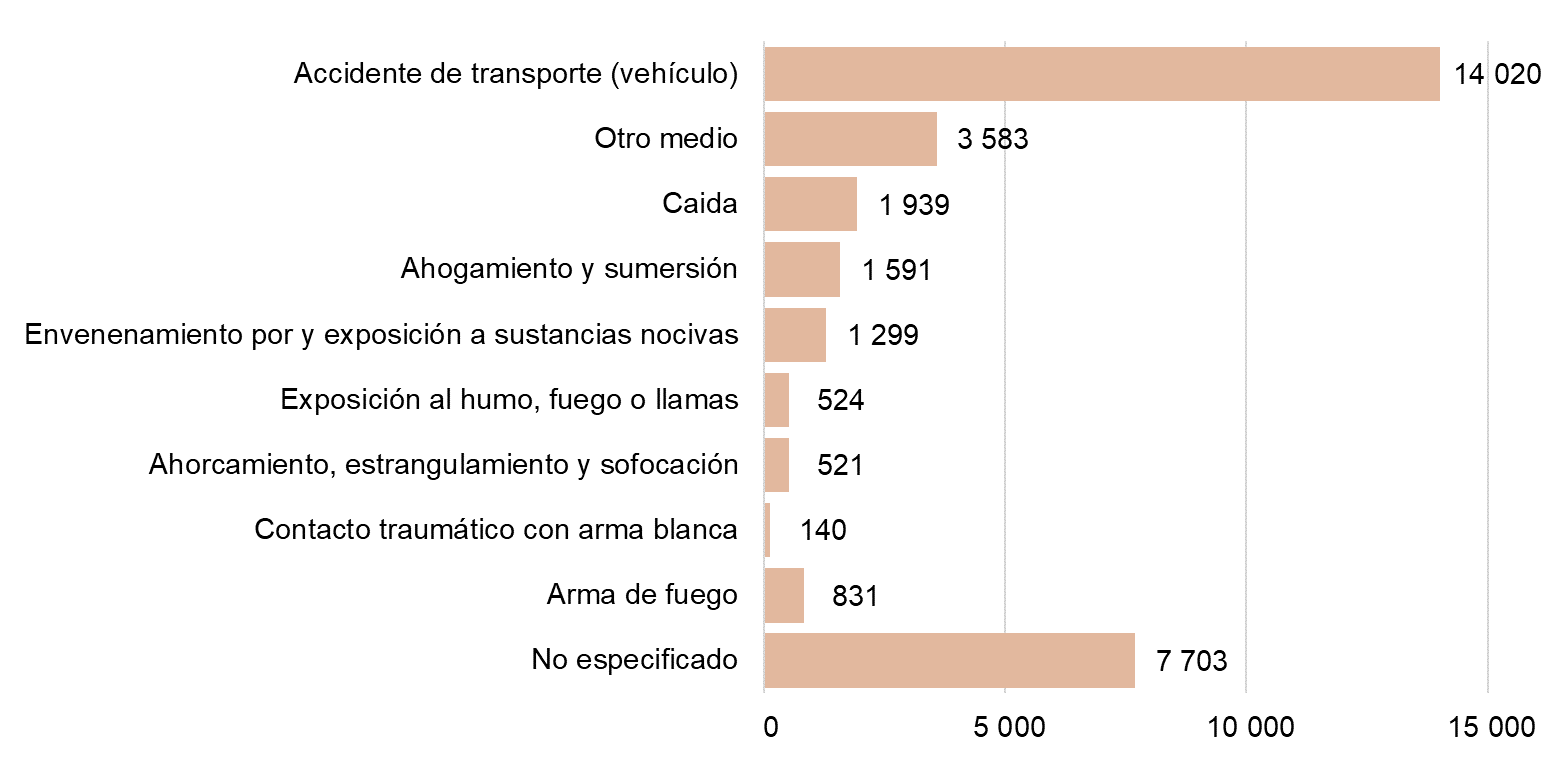 Accidente de transporte (vehículo) 14 020
Otro medio 3 583
Caida 1 939
Ahogamiento y sumersión 1 591
Envenenamiento por y exposición a sustancias nocivas 1 299
Exposición al humo, fuego o llamas 524
Ahorcamiento, estrangulamiento y sofocación 521
Contacto traumático con arma blanca 140
Arma de fuego 831
No especificado 7 703
0 5 000 10 000 15 000